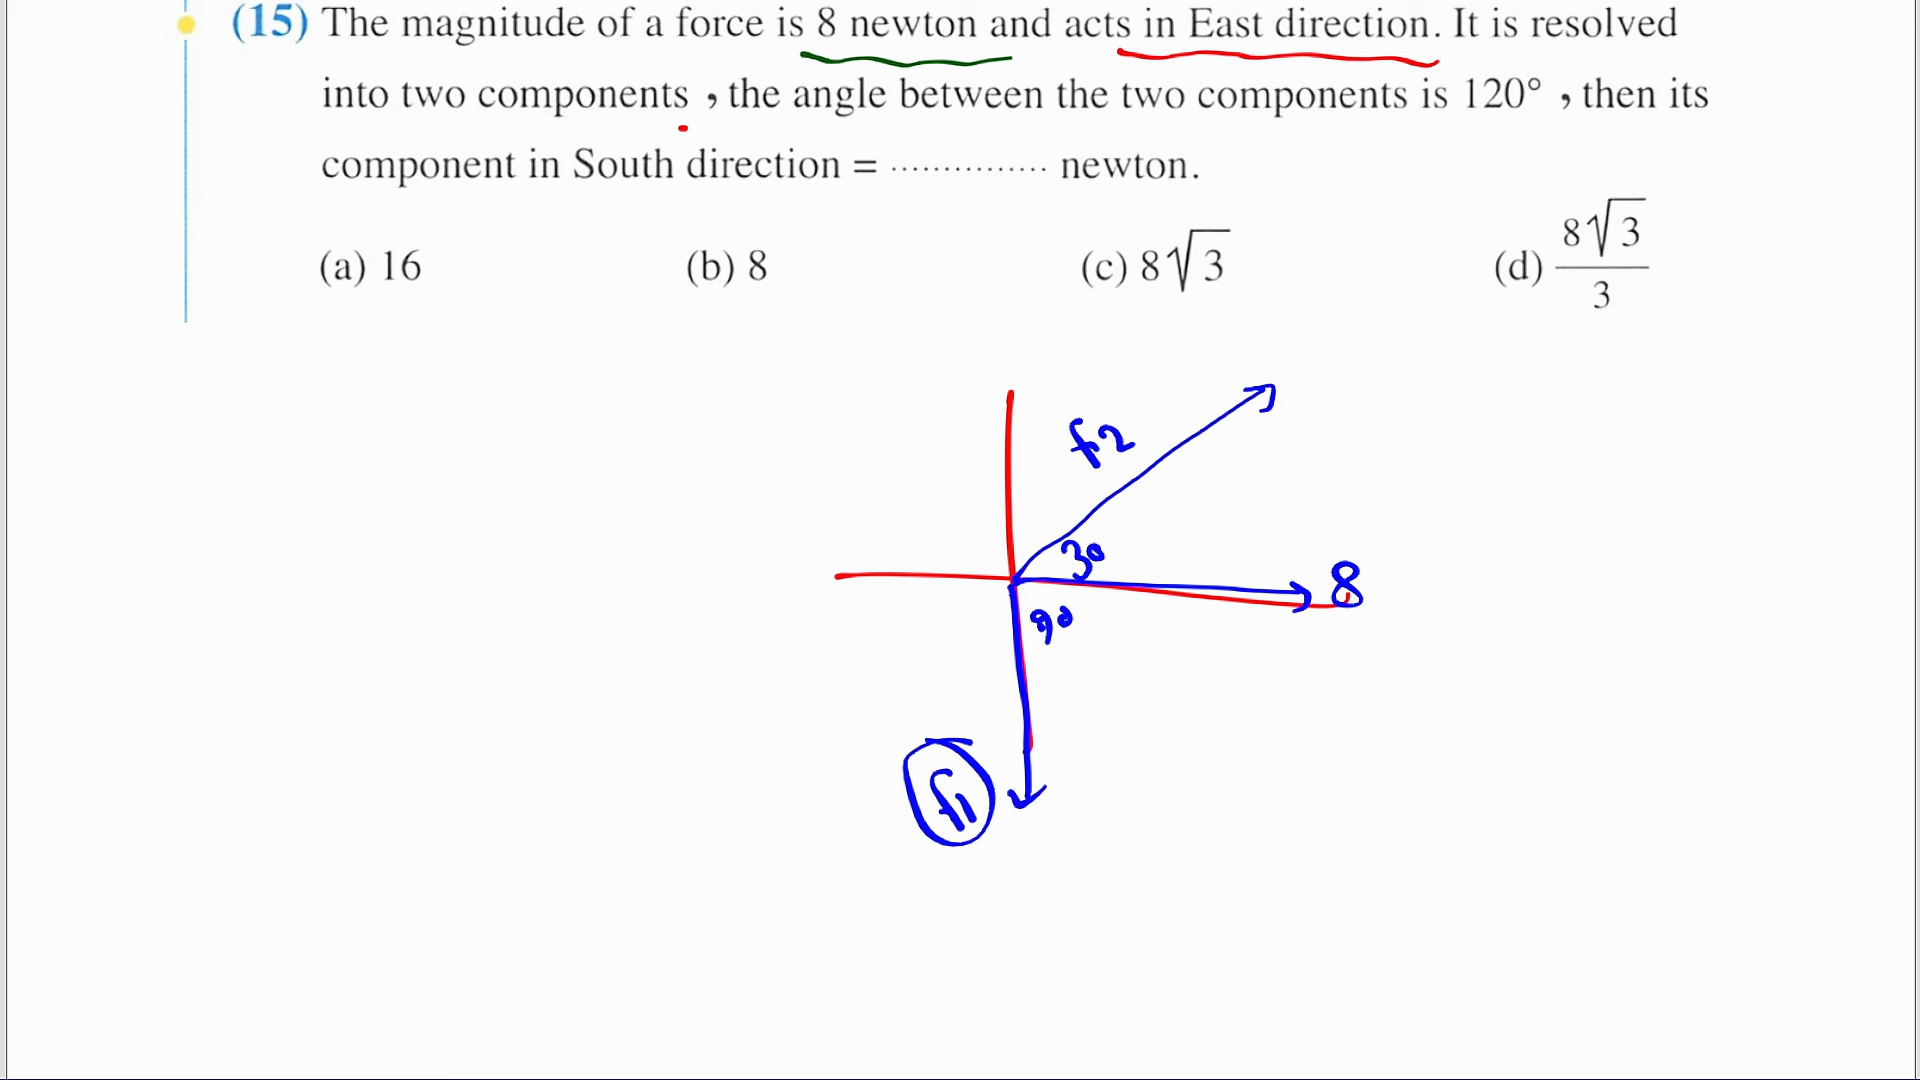 (15) The magnitude of a force is 8 newton and acts in East direction. It is resolved
into two components , the angle between the two components is 120° , then its
component in South direction = ............... newton.
(a) 16 (b) 8 (c) 8√3 (d) 8√3/3
f2
30
8
90
f1